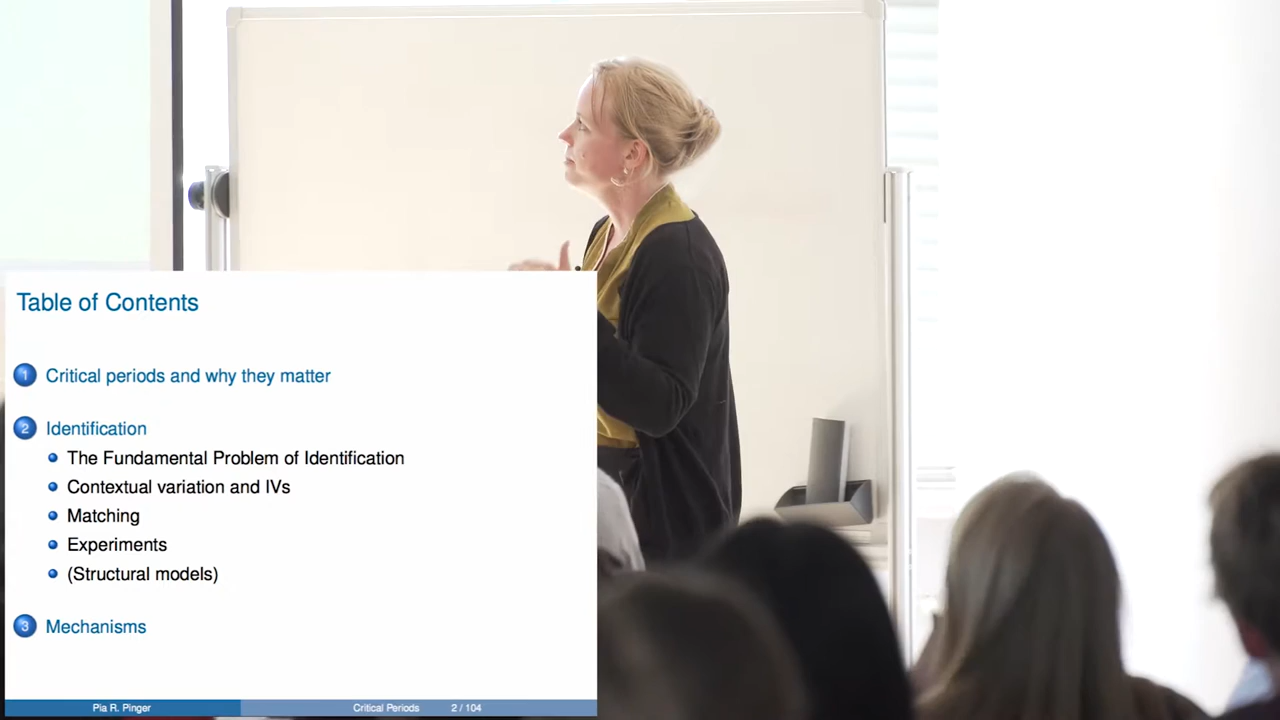 Table of Contents
1 Critical periods and why they matter
2 Identification
The Fundamental Problem of Identification
Contextual variation and IVs
Matching
Experiments
(Structural models)
3 Mechanisms
Pia R. Pinger Critical Periods 2 / 104